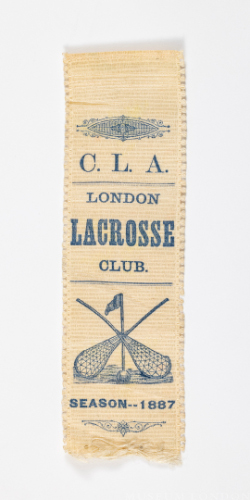 C. L. A.
LONDON
LACROSSE
CLUB.
SEASON--1887